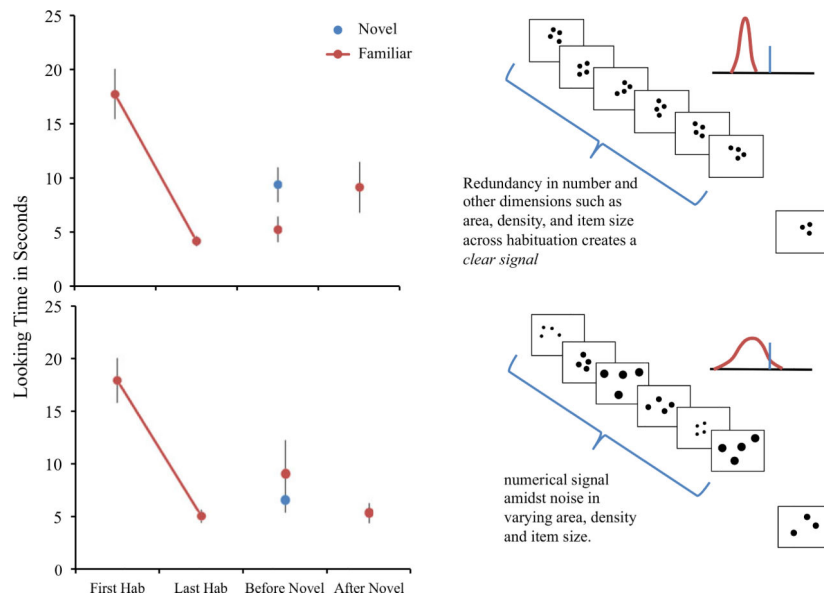 Looking Time in Seconds
25
20
15
10
5
0
Novel
Familiar
Redundancy in number and
other dimensions such as
area, density, and item size
across habituation creates a
clear signal
25
20
15
10
5
0
First Hab
Last Hab
Before Novel
After Novel
numerical signal
amidst noise in
varying area, density
and item size.